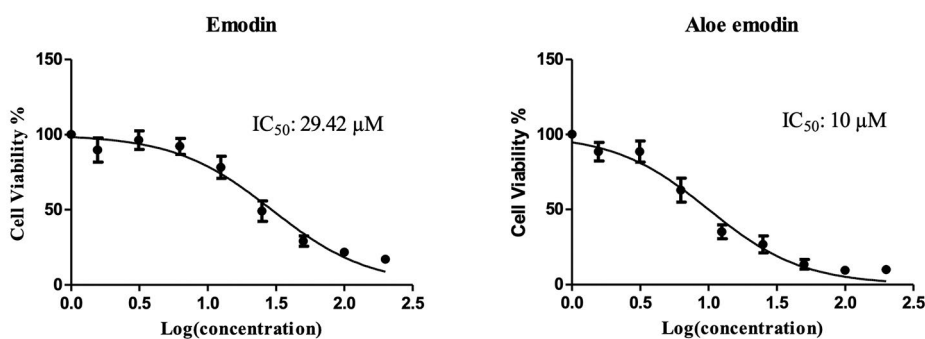 Emodin
Cell Viability %
150
100
50
0
0.0 0.5 1.0 1.5 2.0 2.5
Log(concentration)
IC50: 29.42 µM
Aloe emodin
Cell Viability %
150
100
50
0
0.0 0.5 1.0 1.5 2.0 2.5
Log(concentration)
IC50: 10 µM